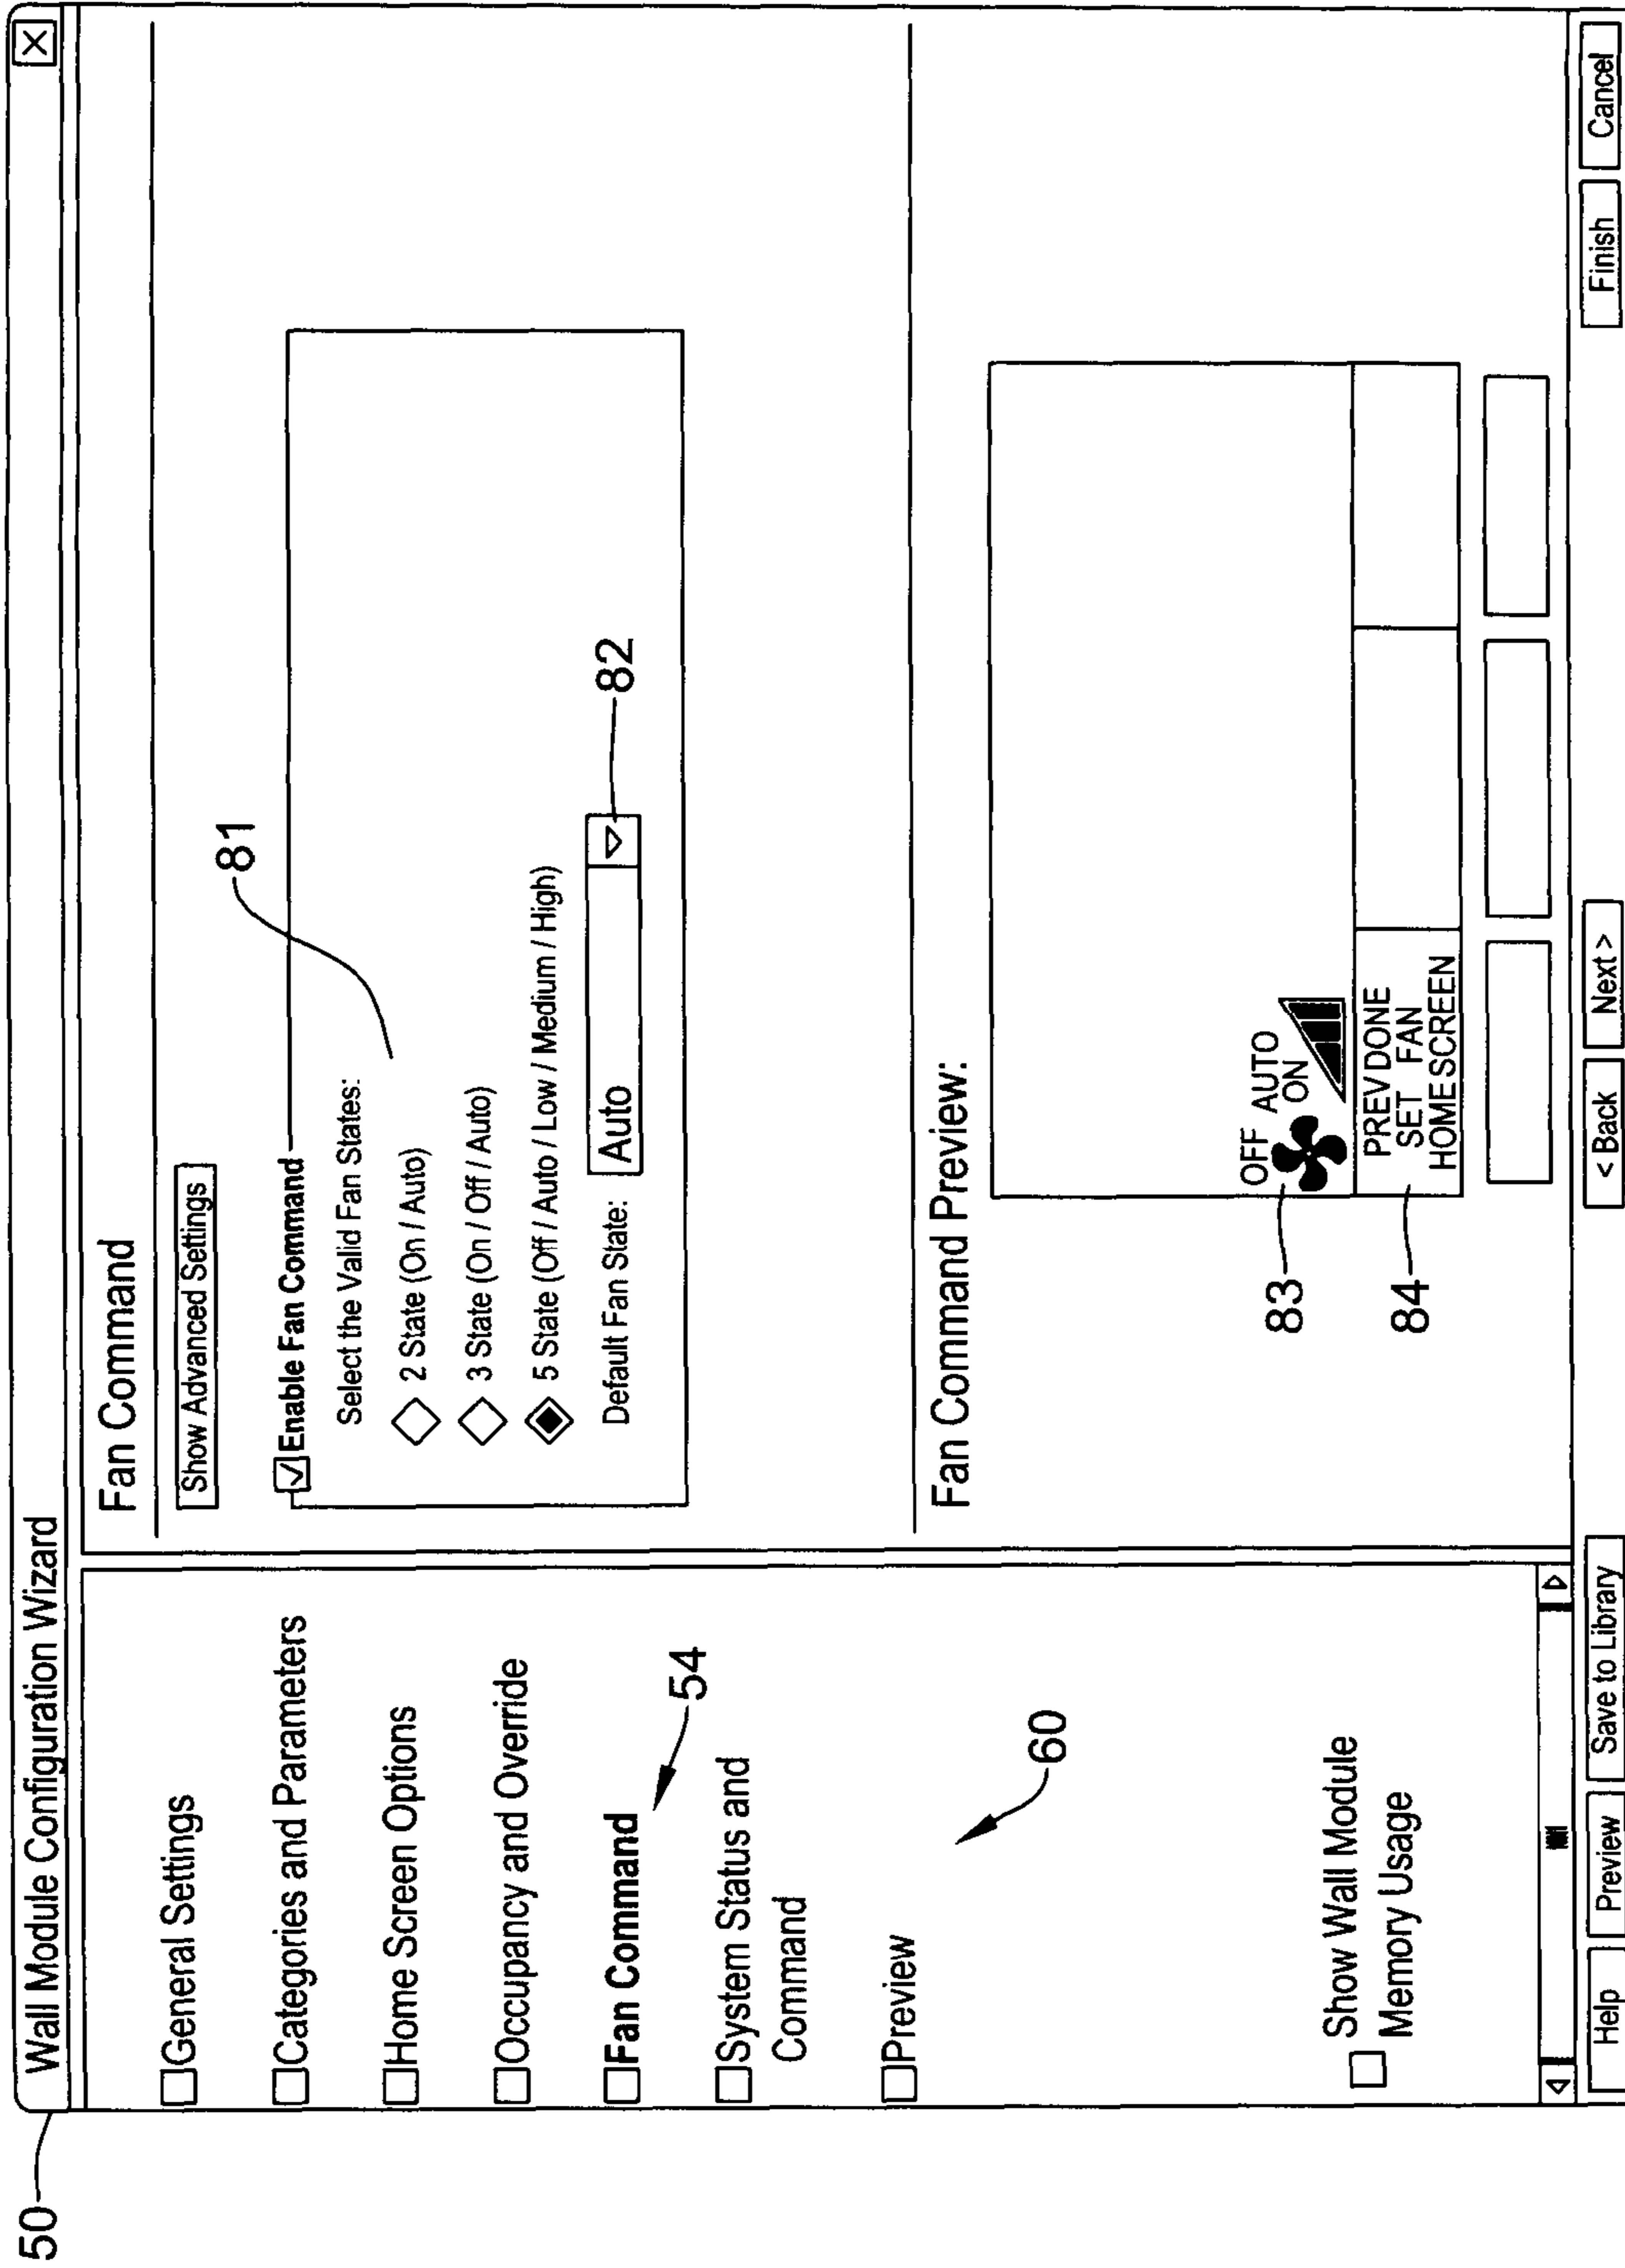 50
Wall Module Configuration Wizard
X
General Settings
Categories and Parameters
Home Screen Options
Occupancy and Override
Fan Command
54
System Status and
Command
Preview
60
Show Wall Module
Memory Usage
Fan Command
Show Advanced Settings
81
Enable Fan Command
Select the Valid Fan States:
2 State (On / Auto)
3 State (On / Off / Auto)
5 State (Off / Auto / Low / Medium / High)
Default Fan State:
Auto
82
Fan Command Preview:
83
OFF AUTO
ON
84
PREV DONE
SET FAN
HOME SCREEN
Help
Preview
Save to Library
< Back
Next >
Finish
Cancel